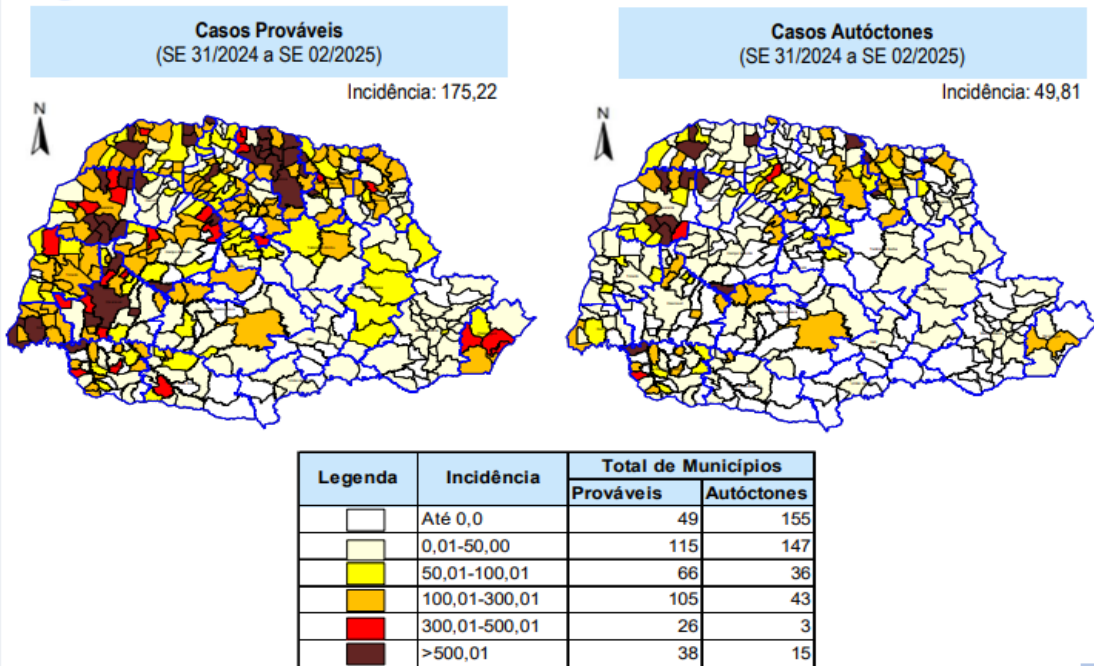 Casos Prováveis
(SE 31/2024 a SE 02/2025)
Incidência: 175,22
N
Casos Autóctones
(SE 31/2024 a SE 02/2025)
Incidência: 49,81
N
Legenda Incidência Total de Municípios
Prováveis Autóctones
Até 0,0 49 155
0,01-50,00 115 147
50,01-100,01 66 36
100,01-300,01 105 43
300,01-500,01 26 3
>500,01 38 15